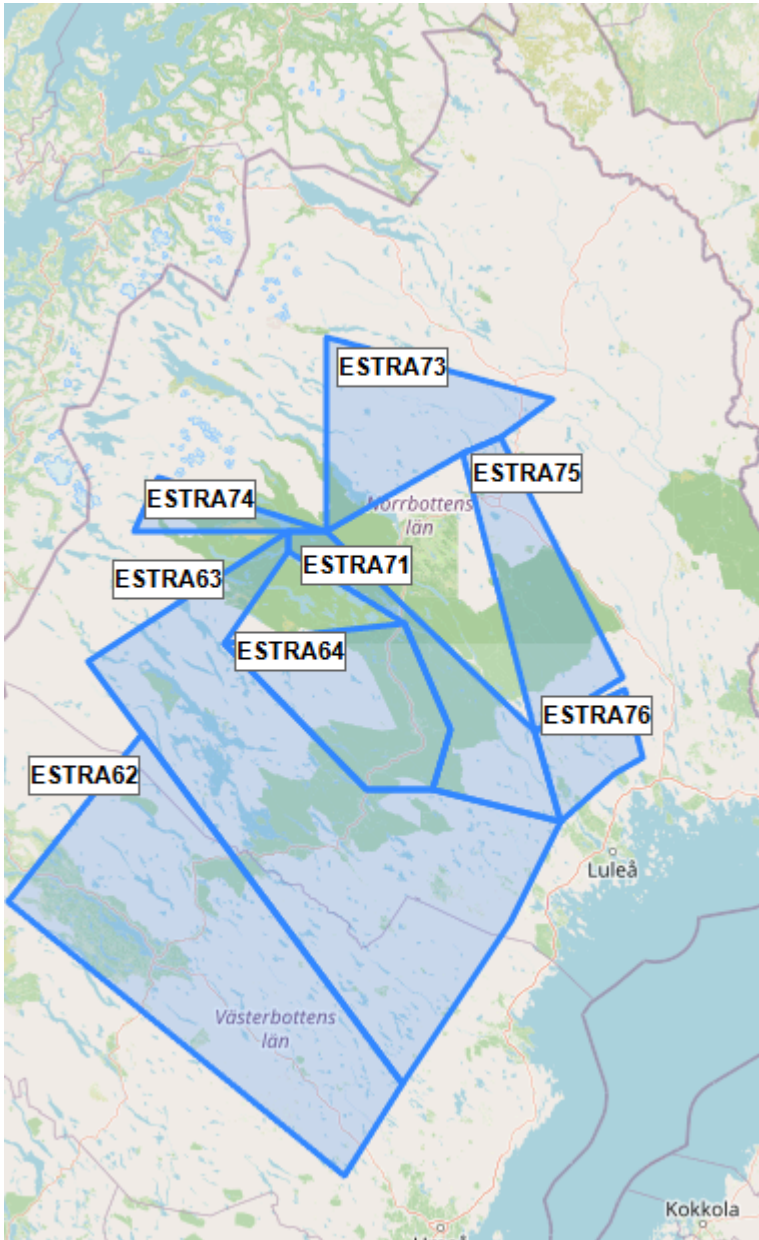 ESTRA73
ESTRA75
ESTRA74
Norrbottens
län
ESTRA71
ESTRA63
ESTRA64
ESTRA76
ESTRA62
Luleå
Västerbottens
län
Kokkola